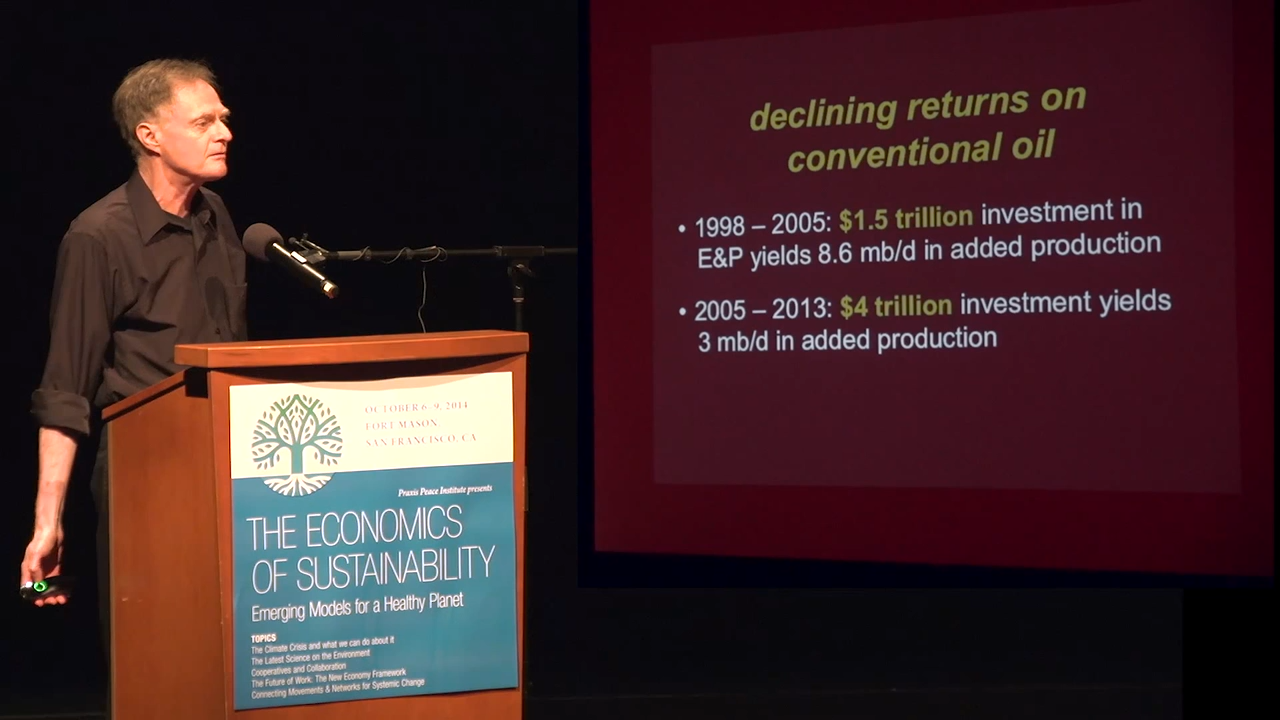 declining returns on
conventional oil
• 1998 – 2005: $1.5 trillion investment in
E&P yields 8.6 mb/d in added production
• 2005 – 2013: $4 trillion investment yields
3 mb/d in added production
OCTOBER 6-9, 2014
FORT MASON
SAN FRANCISCO, CA
Praxis Peace Institute presents
THE ECONOMICS
OF SUSTAINABILITY
Emerging Models for a Healthy Planet
TOPICS
The Climate Crisis and what we can do about it
The Latest Science on the Environment
Cooperatives and Collaboration
The Future of Work: The New Economy Framework
Connecting Movements & Networks for Systemic Change